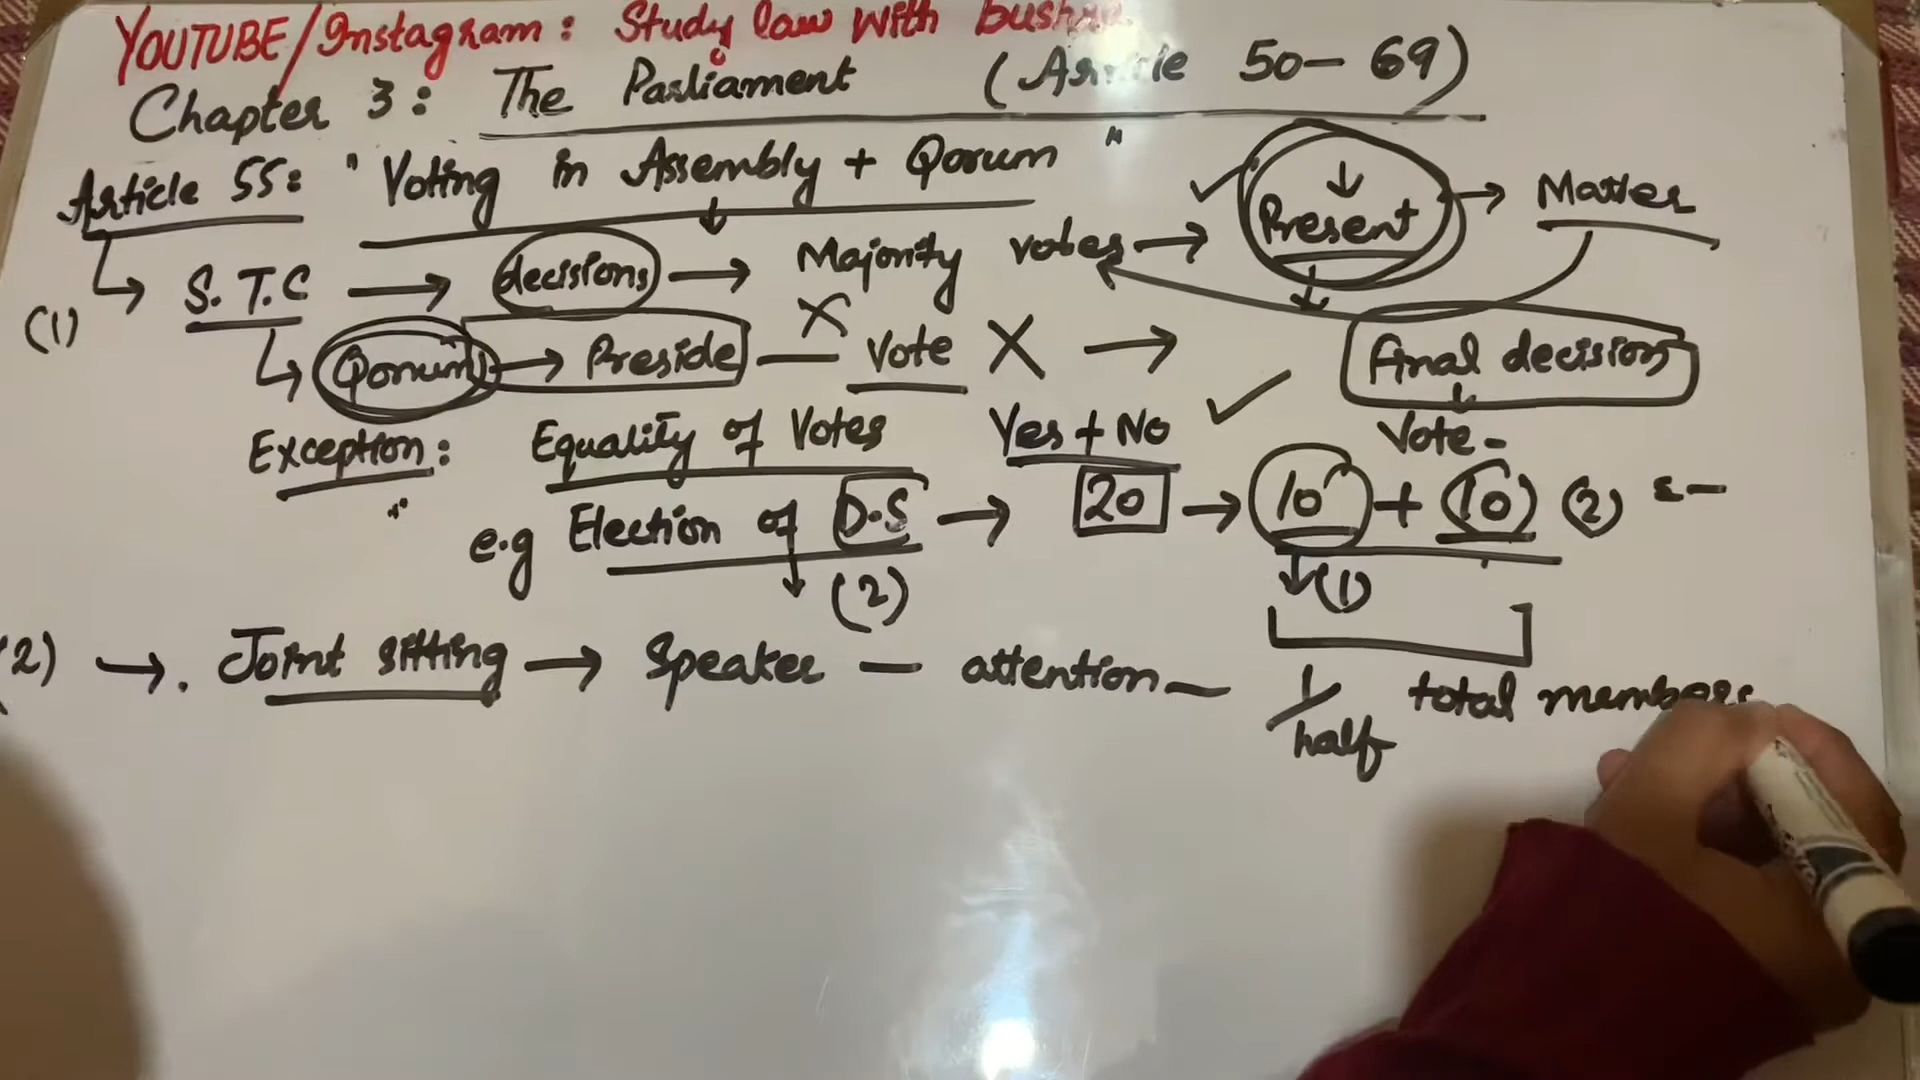 YOUTUBE/Instagram: Study law with
Chapter 3: The Parliament (Article 50-69)
Article 55: "Voting in Assembly + Qorum"
(1) S.T.C → decisions → Majority votes → Present → Matter
Qorum → Preside — Vote X → Final decision
Exception: Equality of Votes Yes + No Vote -
e.g Election of D.S → 20 → 10 + 10 (2)
(2) (1)
(2) → Joint sitting → Speaker — attention — 1/half total members